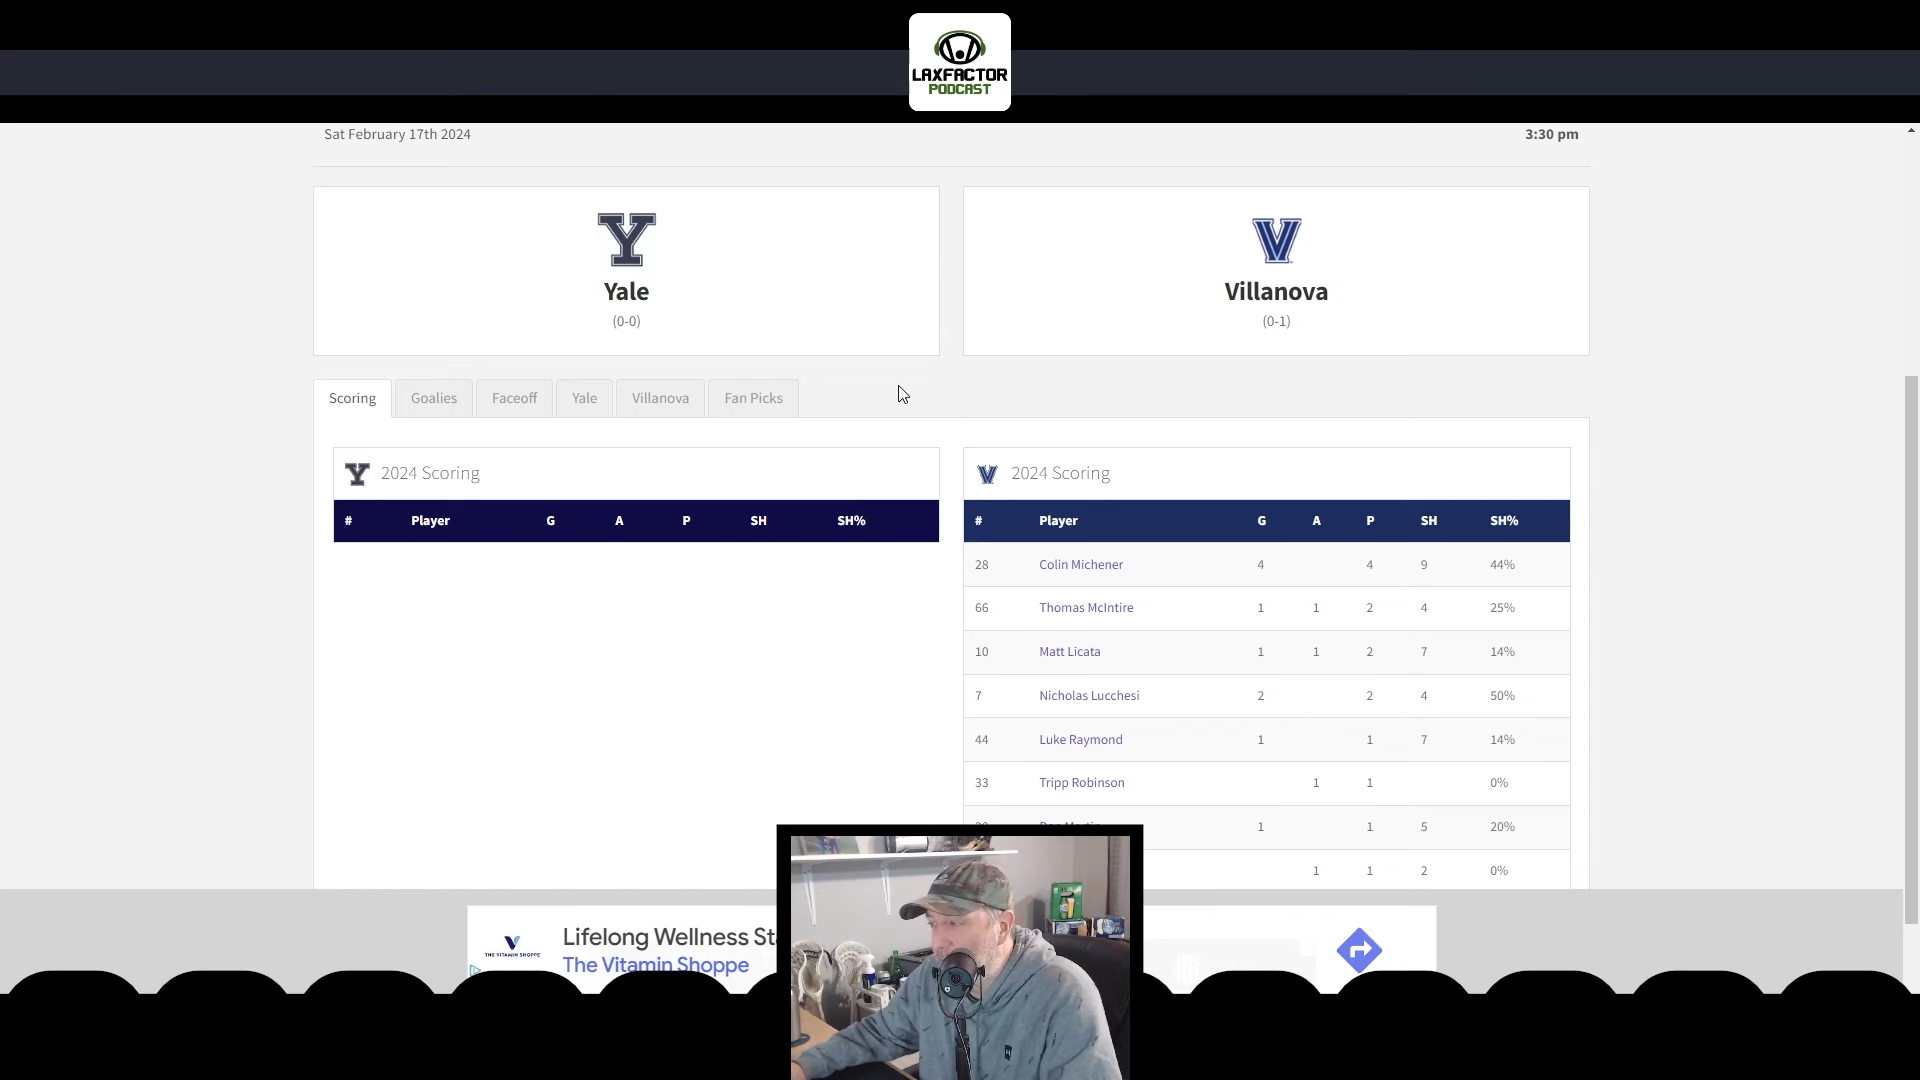 LAXFACTOR
PODCAST
Sat February 17th 2024
3:30 pm
Yale
(0-0)
Villanova
(0-1)
Scoring Goalies Faceoff Yale Villanova Fan Picks
2024 Scoring
# Player G A P SH SH%
2024 Scoring
# Player G A P SH SH%
28 Colin Michener 4 4 9 44%
66 Thomas McIntire 1 1 2 4 25%
10 Matt Licata 1 1 2 7 14%
7 Nicholas Lucchesi 2 2 4 50%
44 Luke Raymond 1 1 7 14%
33 Tripp Robinson 1 1 0%
1 1 5 20%
1 1 2 0%
Lifelong Wellness St
The Vitamin Shoppe
THE VITAMIN SHOPPE